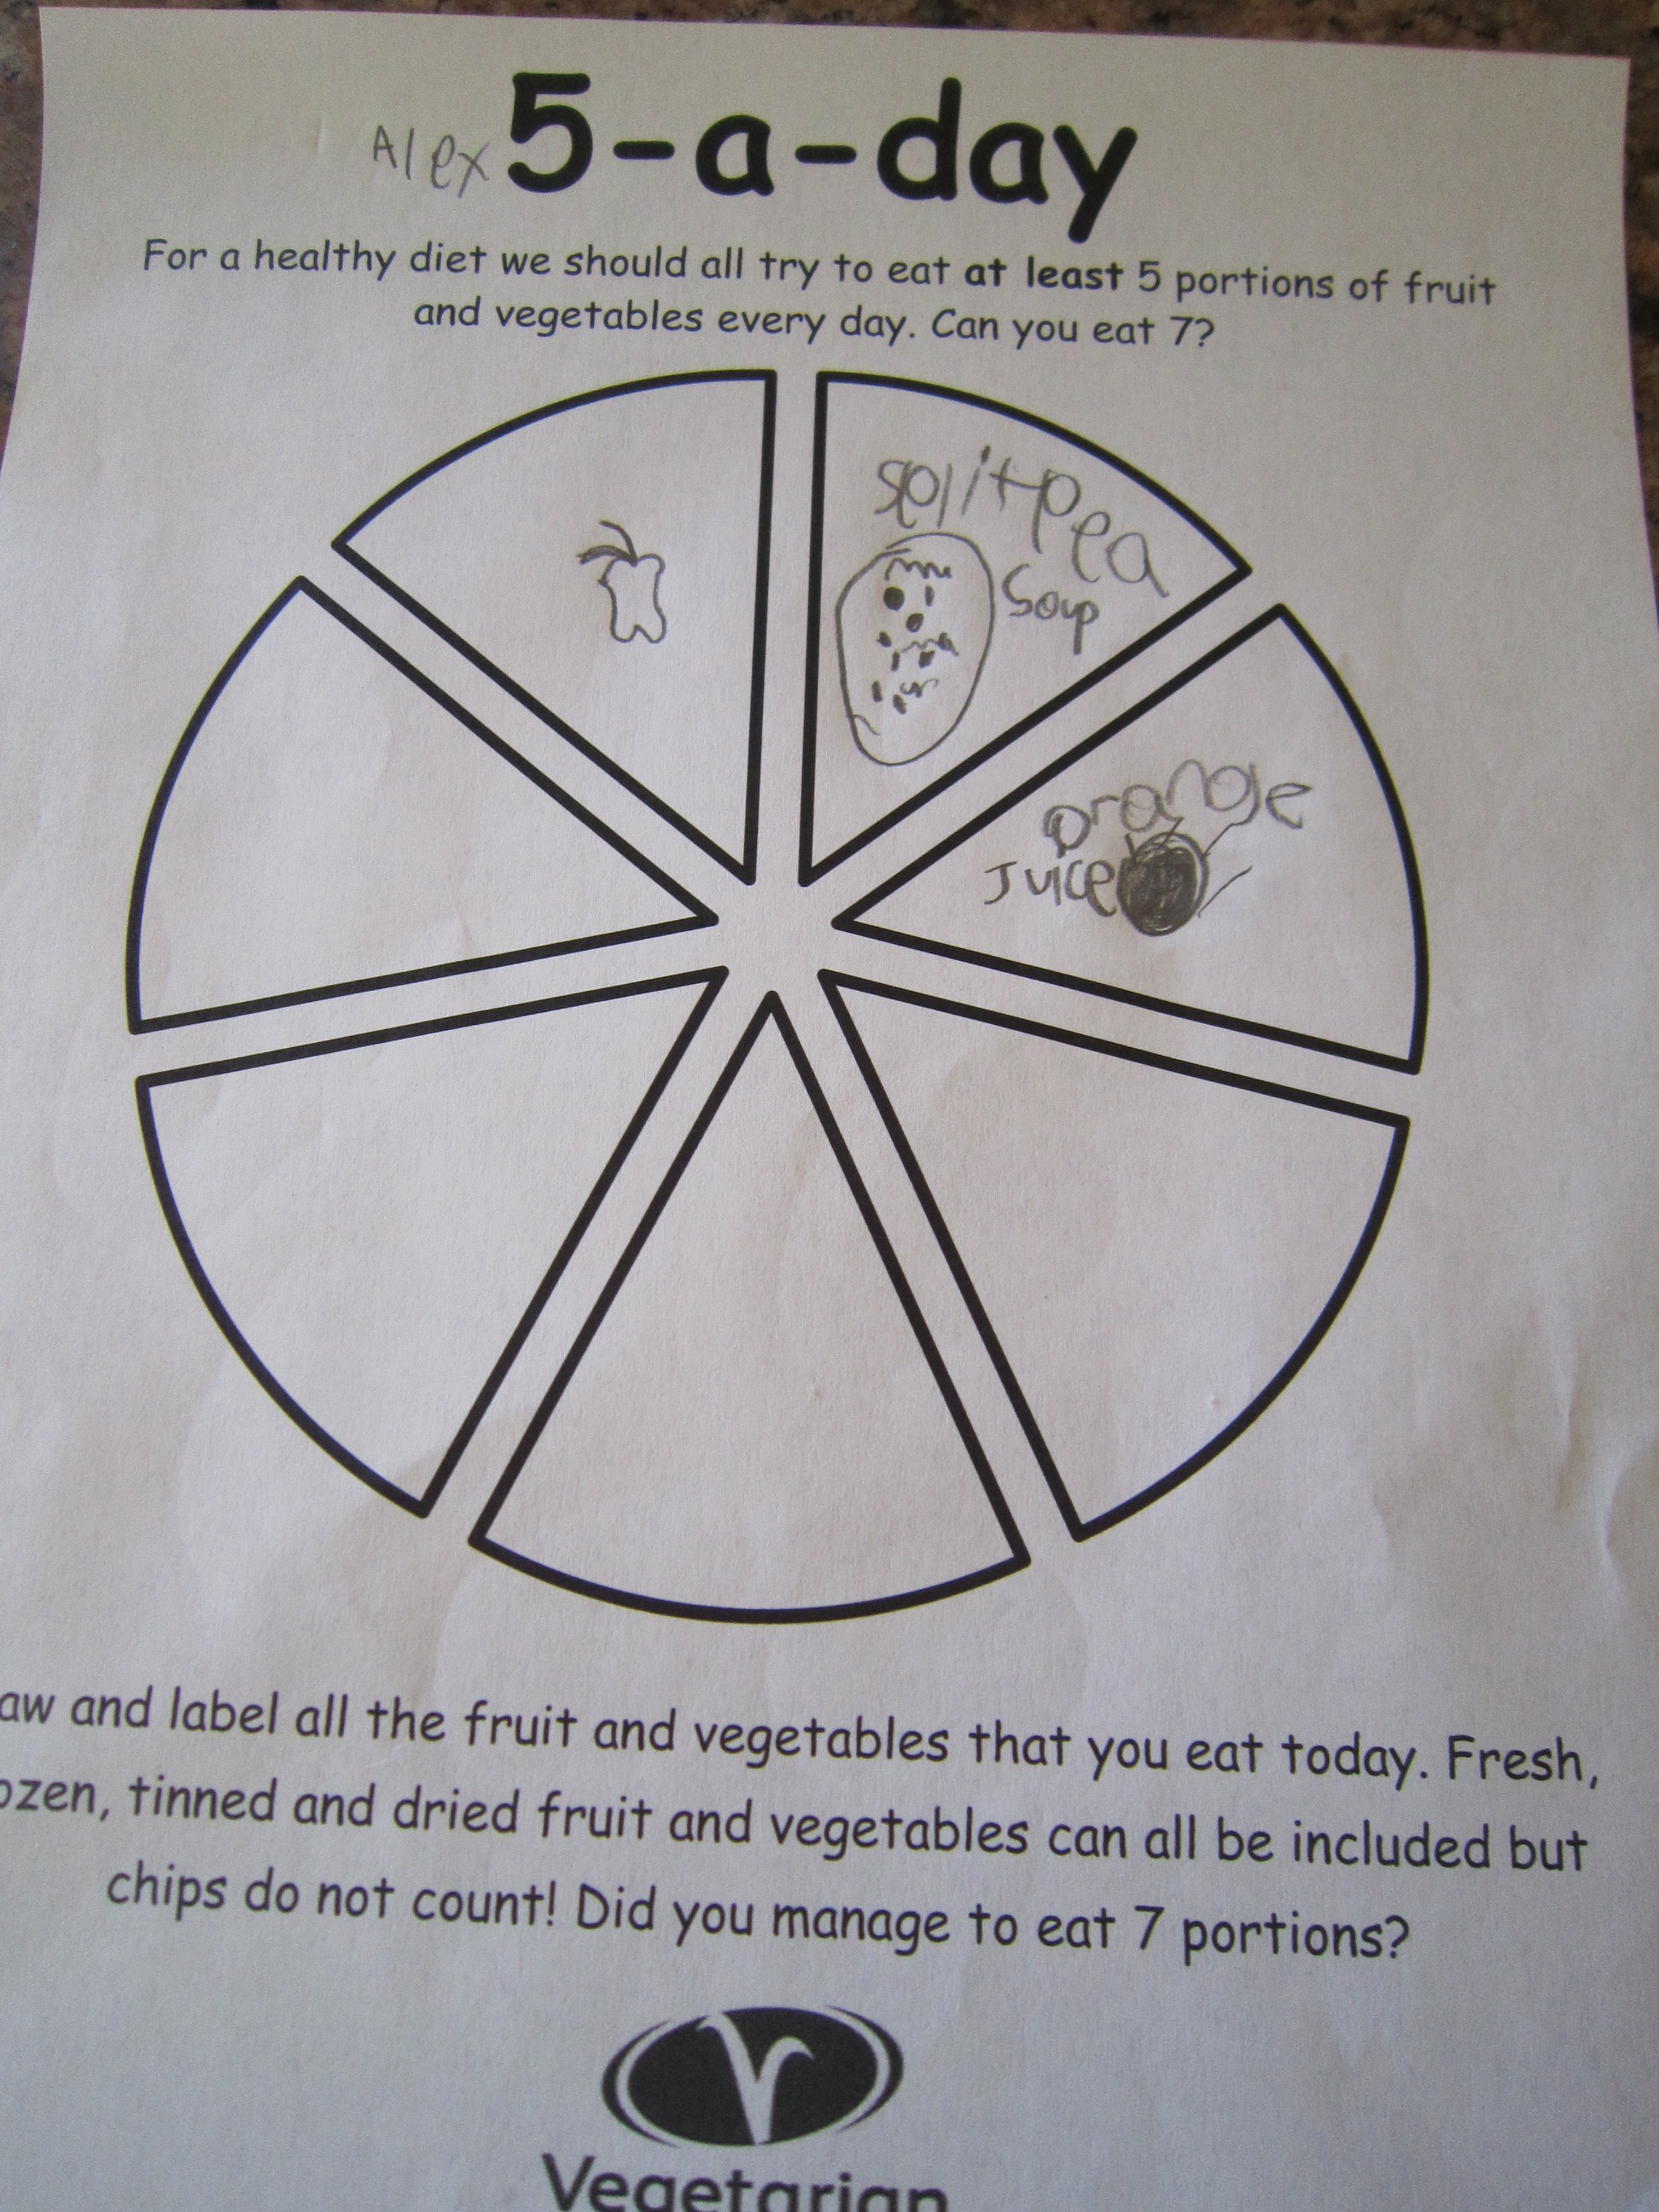 Alex 5-a-day
For a healthy diet we should all try to eat at least 5 portions of fruit
and vegetables every day. Can you eat 7?
split pea
Soup
orange
Juice
aw and label all the fruit and vegetables that you eat today. Fresh,
ozen, tinned and dried fruit and vegetables can all be included but
chips do not count! Did you manage to eat 7 portions?
Vegetarian